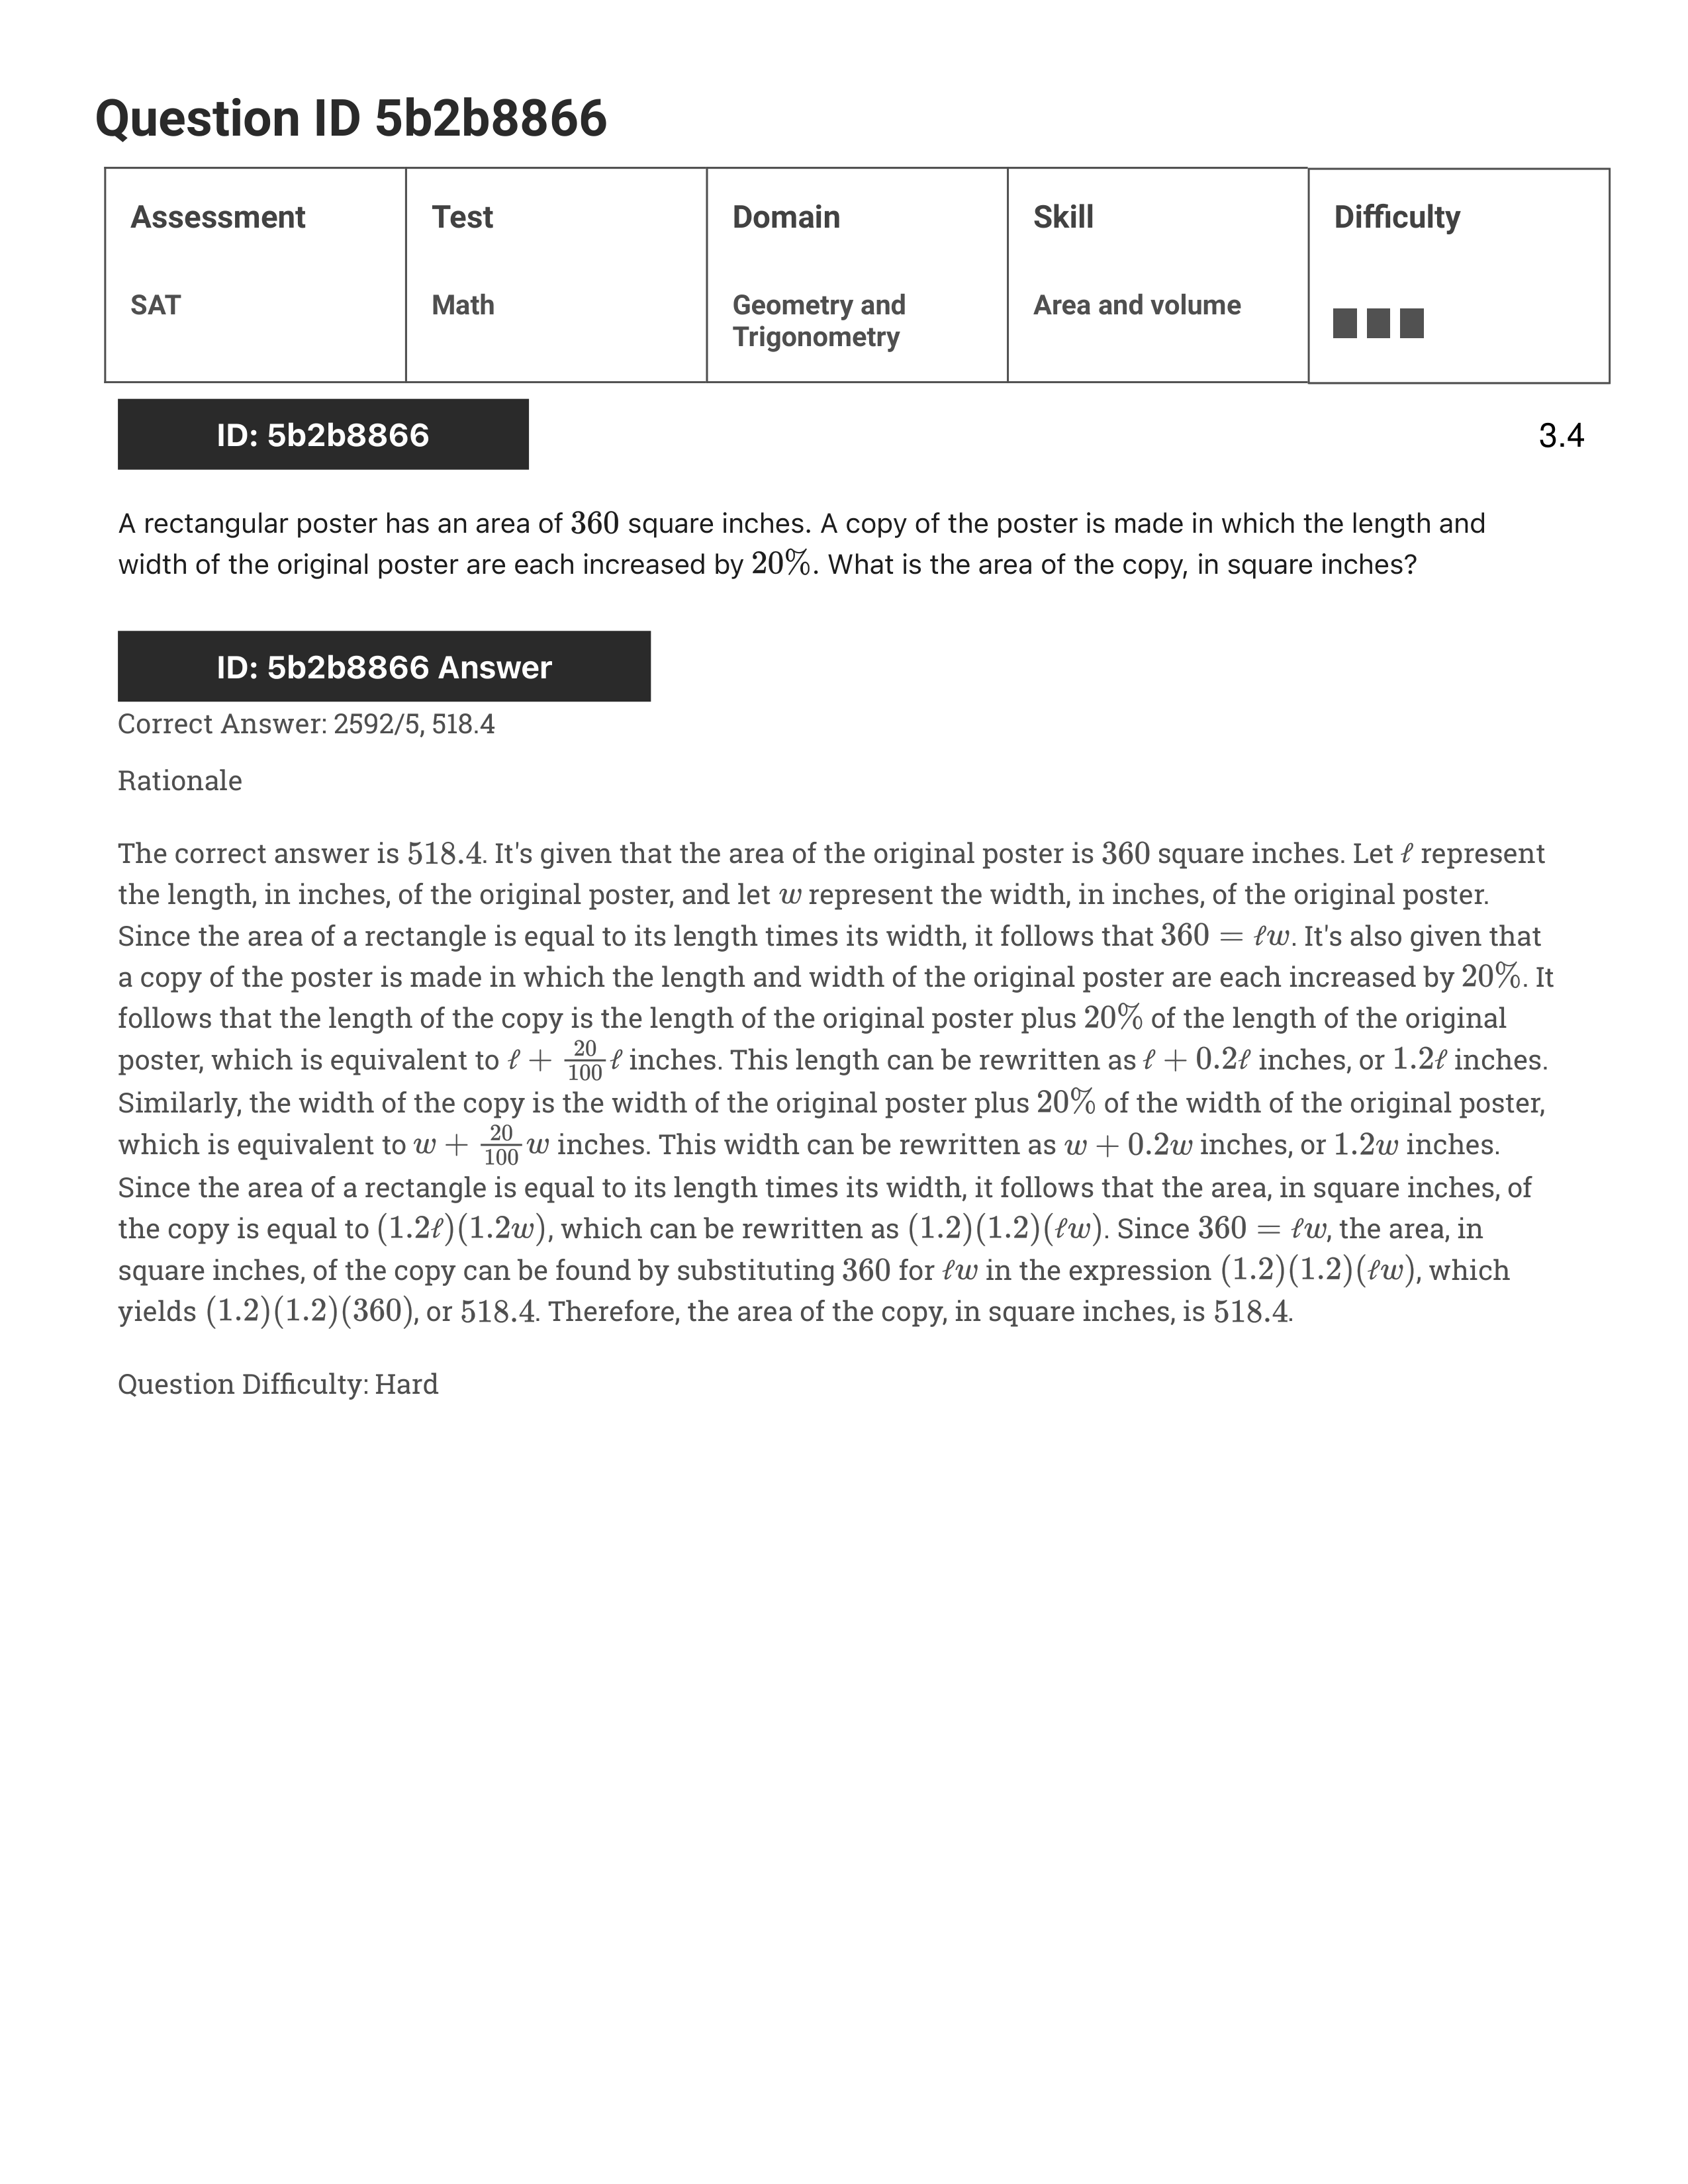 Question ID 5b2b8866
Assessment
Test
Domain
Skill
Difficulty
SAT
Math
Geometry and
Trigonometry
Area and volume
ID: 5b2b8866
3.4
A rectangular poster has an area of 360 square inches. A copy of the poster is made in which the length and
width of the original poster are each increased by 20%. What is the area of the copy, in square inches?
ID: 5b2b8866 Answer
Correct Answer: 2592/5, 518.4
Rationale
The correct answer is 518.4. It's given that the area of the original poster is 360 square inches. Let ℓ represent
the length, in inches, of the original poster, and let w represent the width, in inches, of the original poster.
Since the area of a rectangle is equal to its length times its width, it follows that 360 = ℓw. It's also given that
a copy of the poster is made in which the length and width of the original poster are each increased by 20%. It
follows that the length of the copy is the length of the original poster plus 20% of the length of the original
poster, which is equivalent to ℓ + 20/100 ℓ inches. This length can be rewritten as ℓ + 0.2ℓ inches, or 1.2ℓ inches.
Similarly, the width of the copy is the width of the original poster plus 20% of the width of the original poster,
which is equivalent to w + 20/100 w inches. This width can be rewritten as w + 0.2w inches, or 1.2w inches.
Since the area of a rectangle is equal to its length times its width, it follows that the area, in square inches, of
the copy is equal to (1.2ℓ)(1.2w), which can be rewritten as (1.2)(1.2)(ℓw). Since 360 = ℓw, the area, in
square inches, of the copy can be found by substituting 360 for ℓw in the expression (1.2)(1.2)(ℓw), which
yields (1.2)(1.2)(360), or 518.4. Therefore, the area of the copy, in square inches, is 518.4.
Question Difficulty: Hard